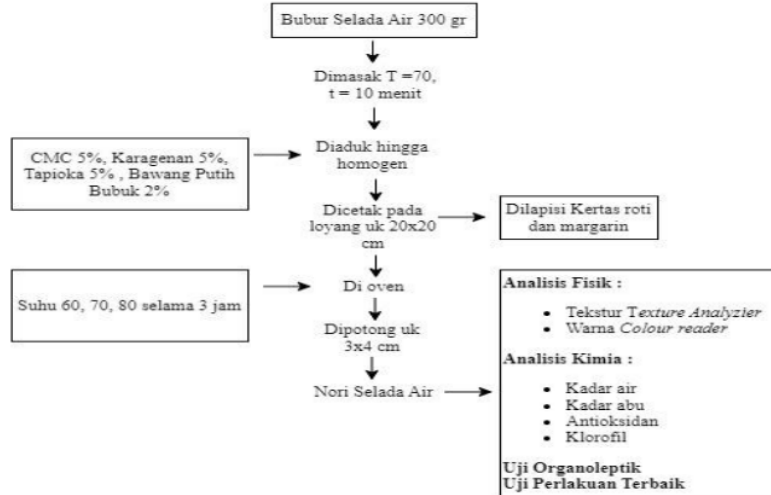 Bubur Selada Air 300 gr
Dimasak T =70,
t = 10 menit
CMC 5%, Karagenan 5%,
Tapioka 5% , Bawang Putih
Bubuk 2%
Diaduk hingga
homogen
Dicetak pada
loyang uk 20x20
cm
Dilapisi Kertas roti
dan margarin
Suhu 60, 70, 80 selama 3 jam
Di oven
Dipotong uk
3x4 cm
Nori Selada Air
Analisis Fisik :
• Tekstur Texture Analyzier
• Warna Colour reader
Analisis Kimia :
• Kadar air
• Kadar abu
• Antioksidan
• Klorofil
Uji Organoleptik
Uji Perlakuan Terbaik